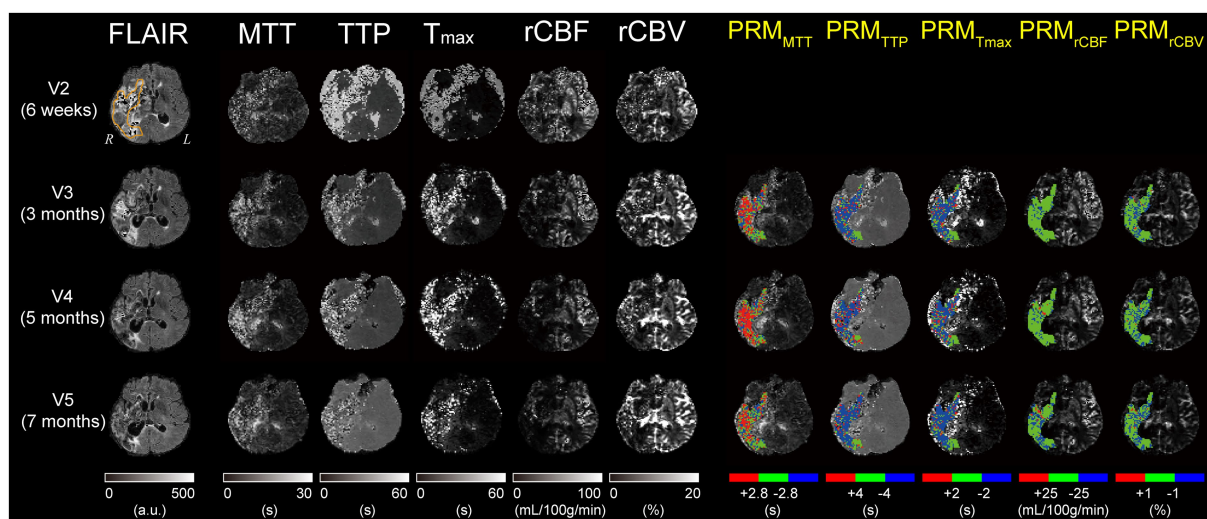 FLAIR MTT TTP Tmax rCBF rCBV PRMMTT PRMTTP PRMTmax PRMrCBF PRMrCBV
V2
(6 weeks)
R L
V3
(3 months)
V4
(5 months)
V5
(7 months)
0 500 0 30 0 60 0 60 0 100 0 20 +2.8 -2.8 +4 -4 +2 -2 +25 -25 +1 -1
(a.u.) (s) (s) (s) (mL/100g/min) (%) (s) (s) (s) (mL/100g/min) (%)